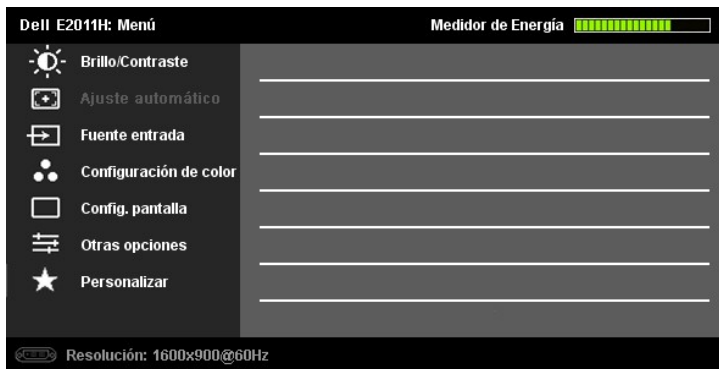 Dell E2011H: Menú
Medidor de Energía
Brillo/Contraste
Ajuste automático
Fuente entrada
Configuración de color
Config. pantalla
Otras opciones
Personalizar
Resolución: 1600x900@60Hz